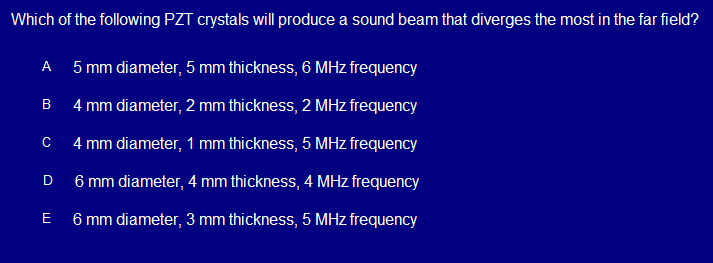 Which of the following PZT crystals will produce a sound beam that diverges the most in the far field?
A 5 mm diameter, 5 mm thickness, 6 MHz frequency
B 4 mm diameter, 2 mm thickness, 2 MHz frequency
C 4 mm diameter, 1 mm thickness, 5 MHz frequency
D 6 mm diameter, 4 mm thickness, 4 MHz frequency
E 6 mm diameter, 3 mm thickness, 5 MHz frequency